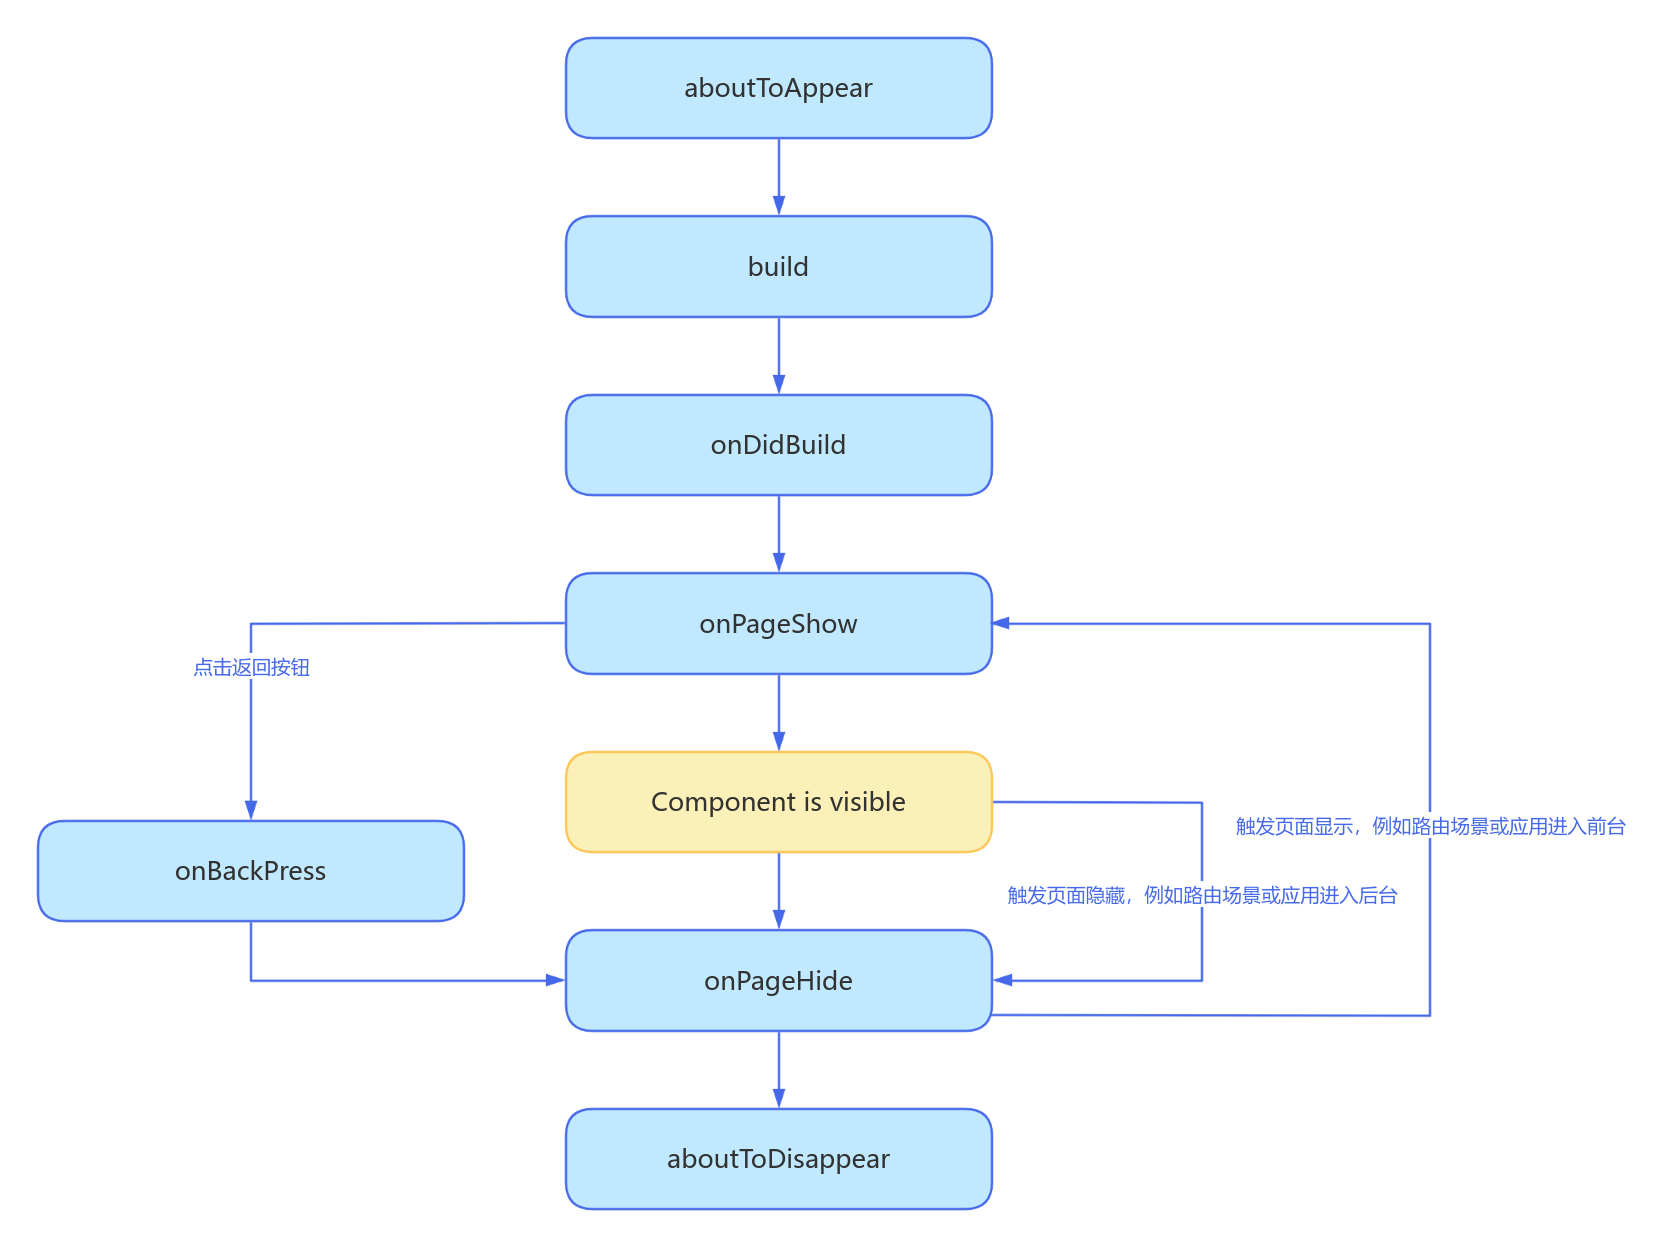 aboutToAppear
build
onDidBuild
onPageShow
点击返回按钮
Component is visible
触发页面显示，例如路由场景或应用进入前台
onBackPress
触发页面隐藏，例如路由场景或应用进入后台
onPageHide
aboutToDisappear